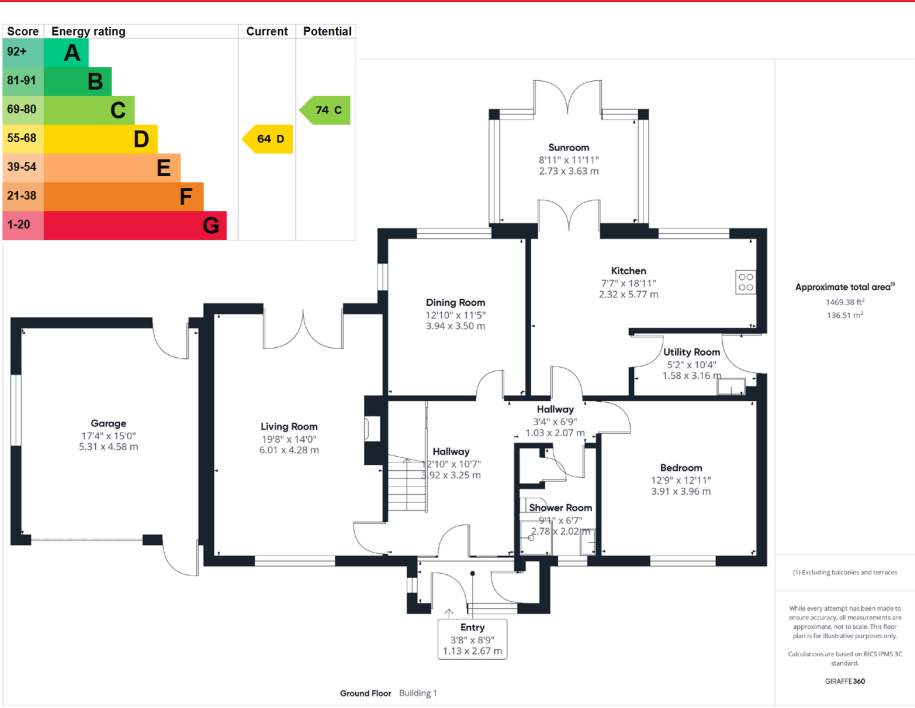 Score Energy rating Current Potential
92+ A
81-91 B
69-80 C 74 C
55-68 D 64 D
39-54 E
21-38 F
1-20 G
Sunroom
8'11" x 11'11"
2.73 x 3.63 m
Kitchen
7'7" x 18'11"
2.32 x 5.77 m
Dining Room
12'10" x 11'5"
3.94 x 3.50 m
Utility Room
5'2" x 10'4"
1.58 x 3.16 m
Garage
17'4" x 15'0"
5.31 x 4.58 m
Living Room
19'8" x 14'0"
6.01 x 4.28 m
Hallway
3'4" x 6'9"
1.03 x 2.07 m
Hallway
12'10" x 10'7"
3.92 x 3.25 m
Bedroom
12'9" x 12'11"
3.91 x 3.96 m
Shower Room
9'1" x 6'7"
2.78 x 2.02 m
Entry
3'8" x 8'9"
1.13 x 2.67 m
Ground Floor Building 1
Approximate total area(1)
1469.38 ft²
136.51 m²
(1) Excluding balconies and terraces
While every attempt has been made to
ensure accuracy, all measurements are
approximate, not to scale. This floor
plan is for illustrative purposes only.
Calculations are based on RICS IPMS 3C
standard.
GIRAFFE360